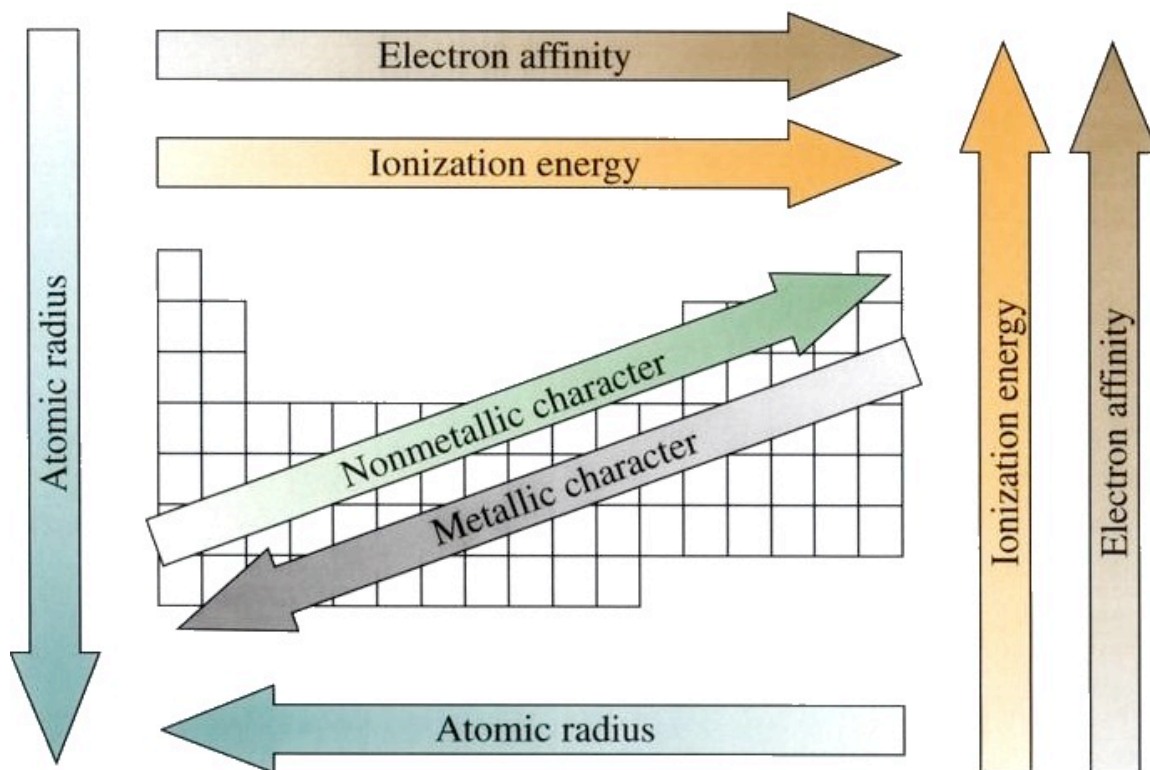 Electron affinity
Ionization energy
Atomic radius
Nonmetallic character
Metallic character
Ionization energy
Electron affinity
Atomic radius